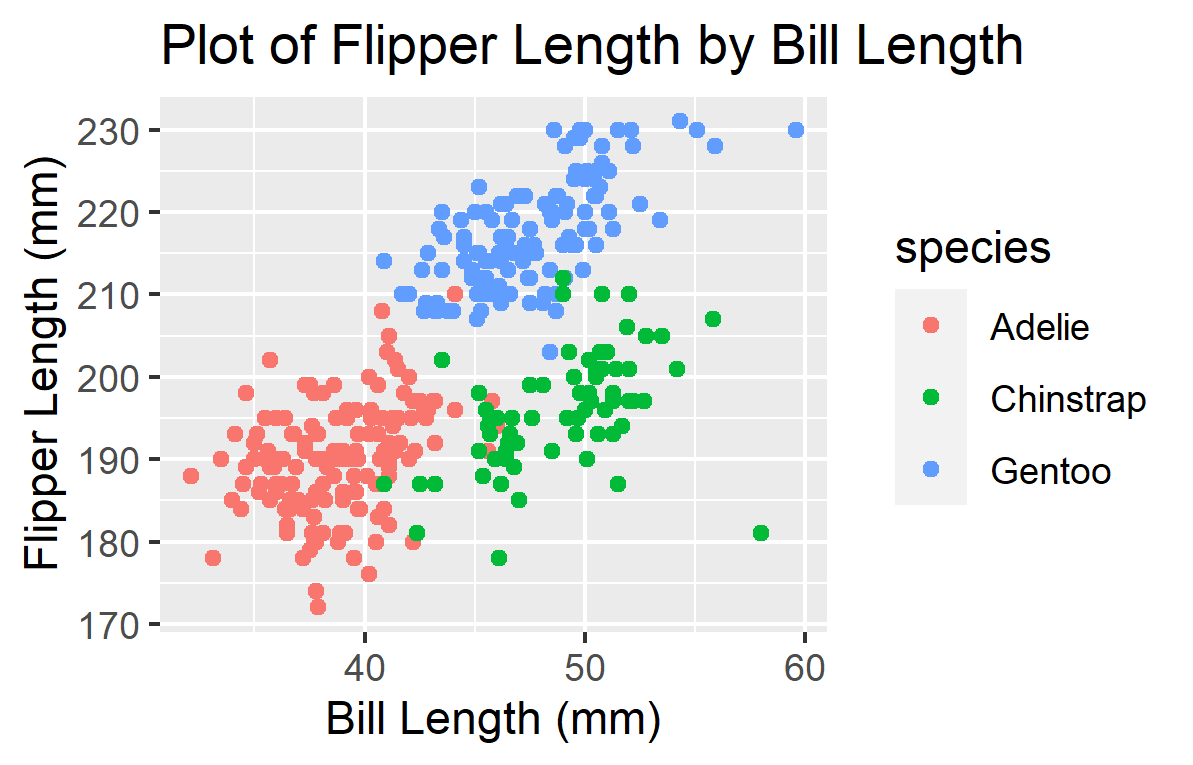 Plot of Flipper Length by Bill Length
230
220
210
200
190
180
170
Flipper Length (mm)
40 50 60
Bill Length (mm)
species
Adelie
Chinstrap
Gentoo